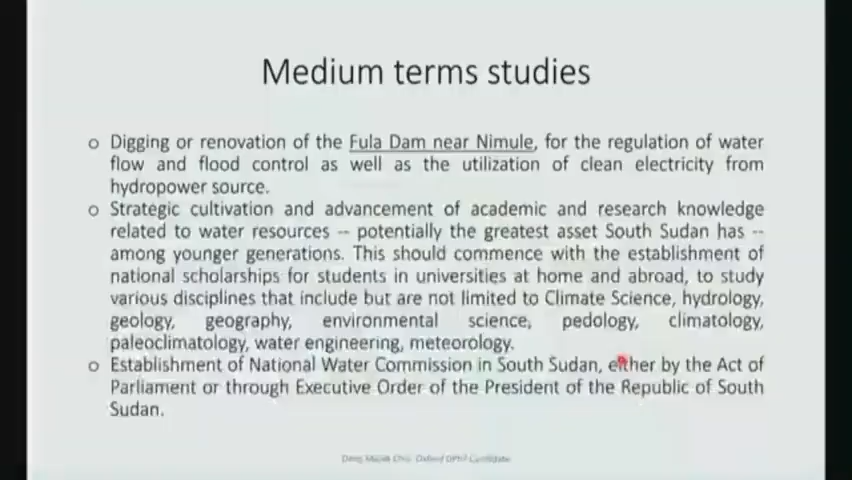 Medium terms studies
o Digging or renovation of the Fula Dam near Nimule, for the regulation of water
flow and flood control as well as the utilization of clean electricity from
hydropower source.
o Strategic cultivation and advancement of academic and research knowledge
related to water resources -- potentially the greatest asset South Sudan has --
among younger generations. This should commence with the establishment of
national scholarships for students in universities at home and abroad, to study
various disciplines that include but are not limited to Climate Science, hydrology,
geology, geography, environmental science, pedology, climatology,
paleoclimatology, water engineering, meteorology.
o Establishment of National Water Commission in South Sudan, either by the Act of
Parliament or through Executive Order of the President of the Republic of South
Sudan.
Oxford DPhil Candidate